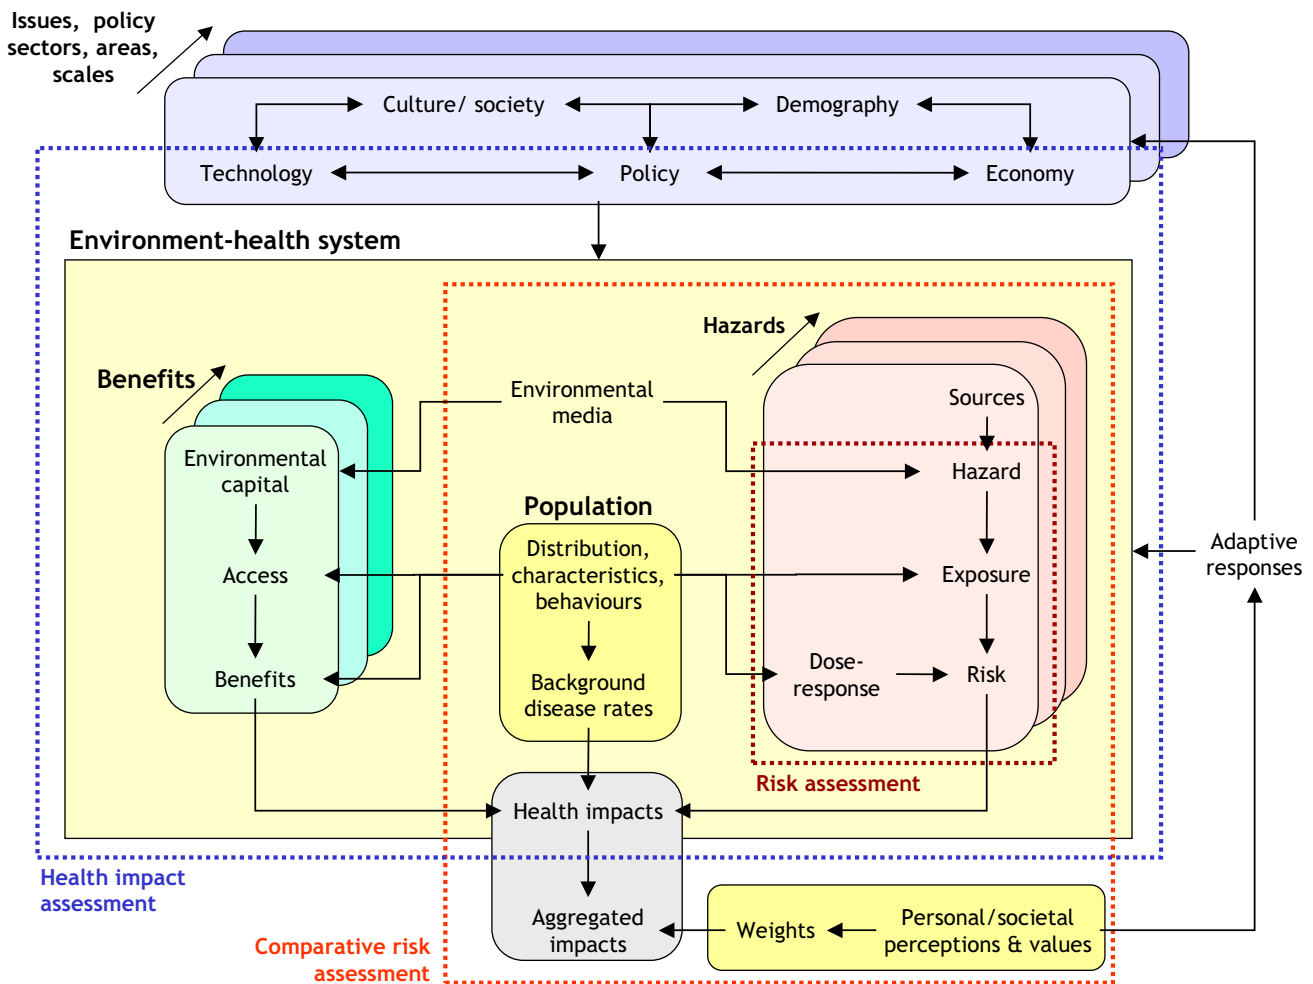 Issues, policy
sectors, areas,
scales
Culture/ society
Demography
Technology
Policy
Economy
Environment-health system
Hazards
Benefits
Environmental
media
Sources
Environmental
capital
Hazard
Population
Distribution,
characteristics,
behaviours
Access
Exposure
Adaptive
responses
Benefits
Background
disease rates
Dose-
response
Risk
Risk assessment
Health impacts
Health impact
assessment
Aggregated
impacts
Weights
Personal/societal
perceptions & values
Comparative risk
assessment